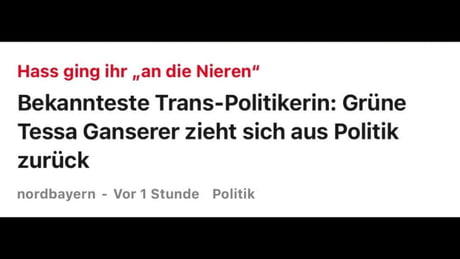 Hass ging ihr „an die Nieren“
Bekannteste Trans-Politikerin: Grüne
Tessa Ganserer zieht sich aus Politik
zurück
nordbayern - Vor 1 Stunde Politik